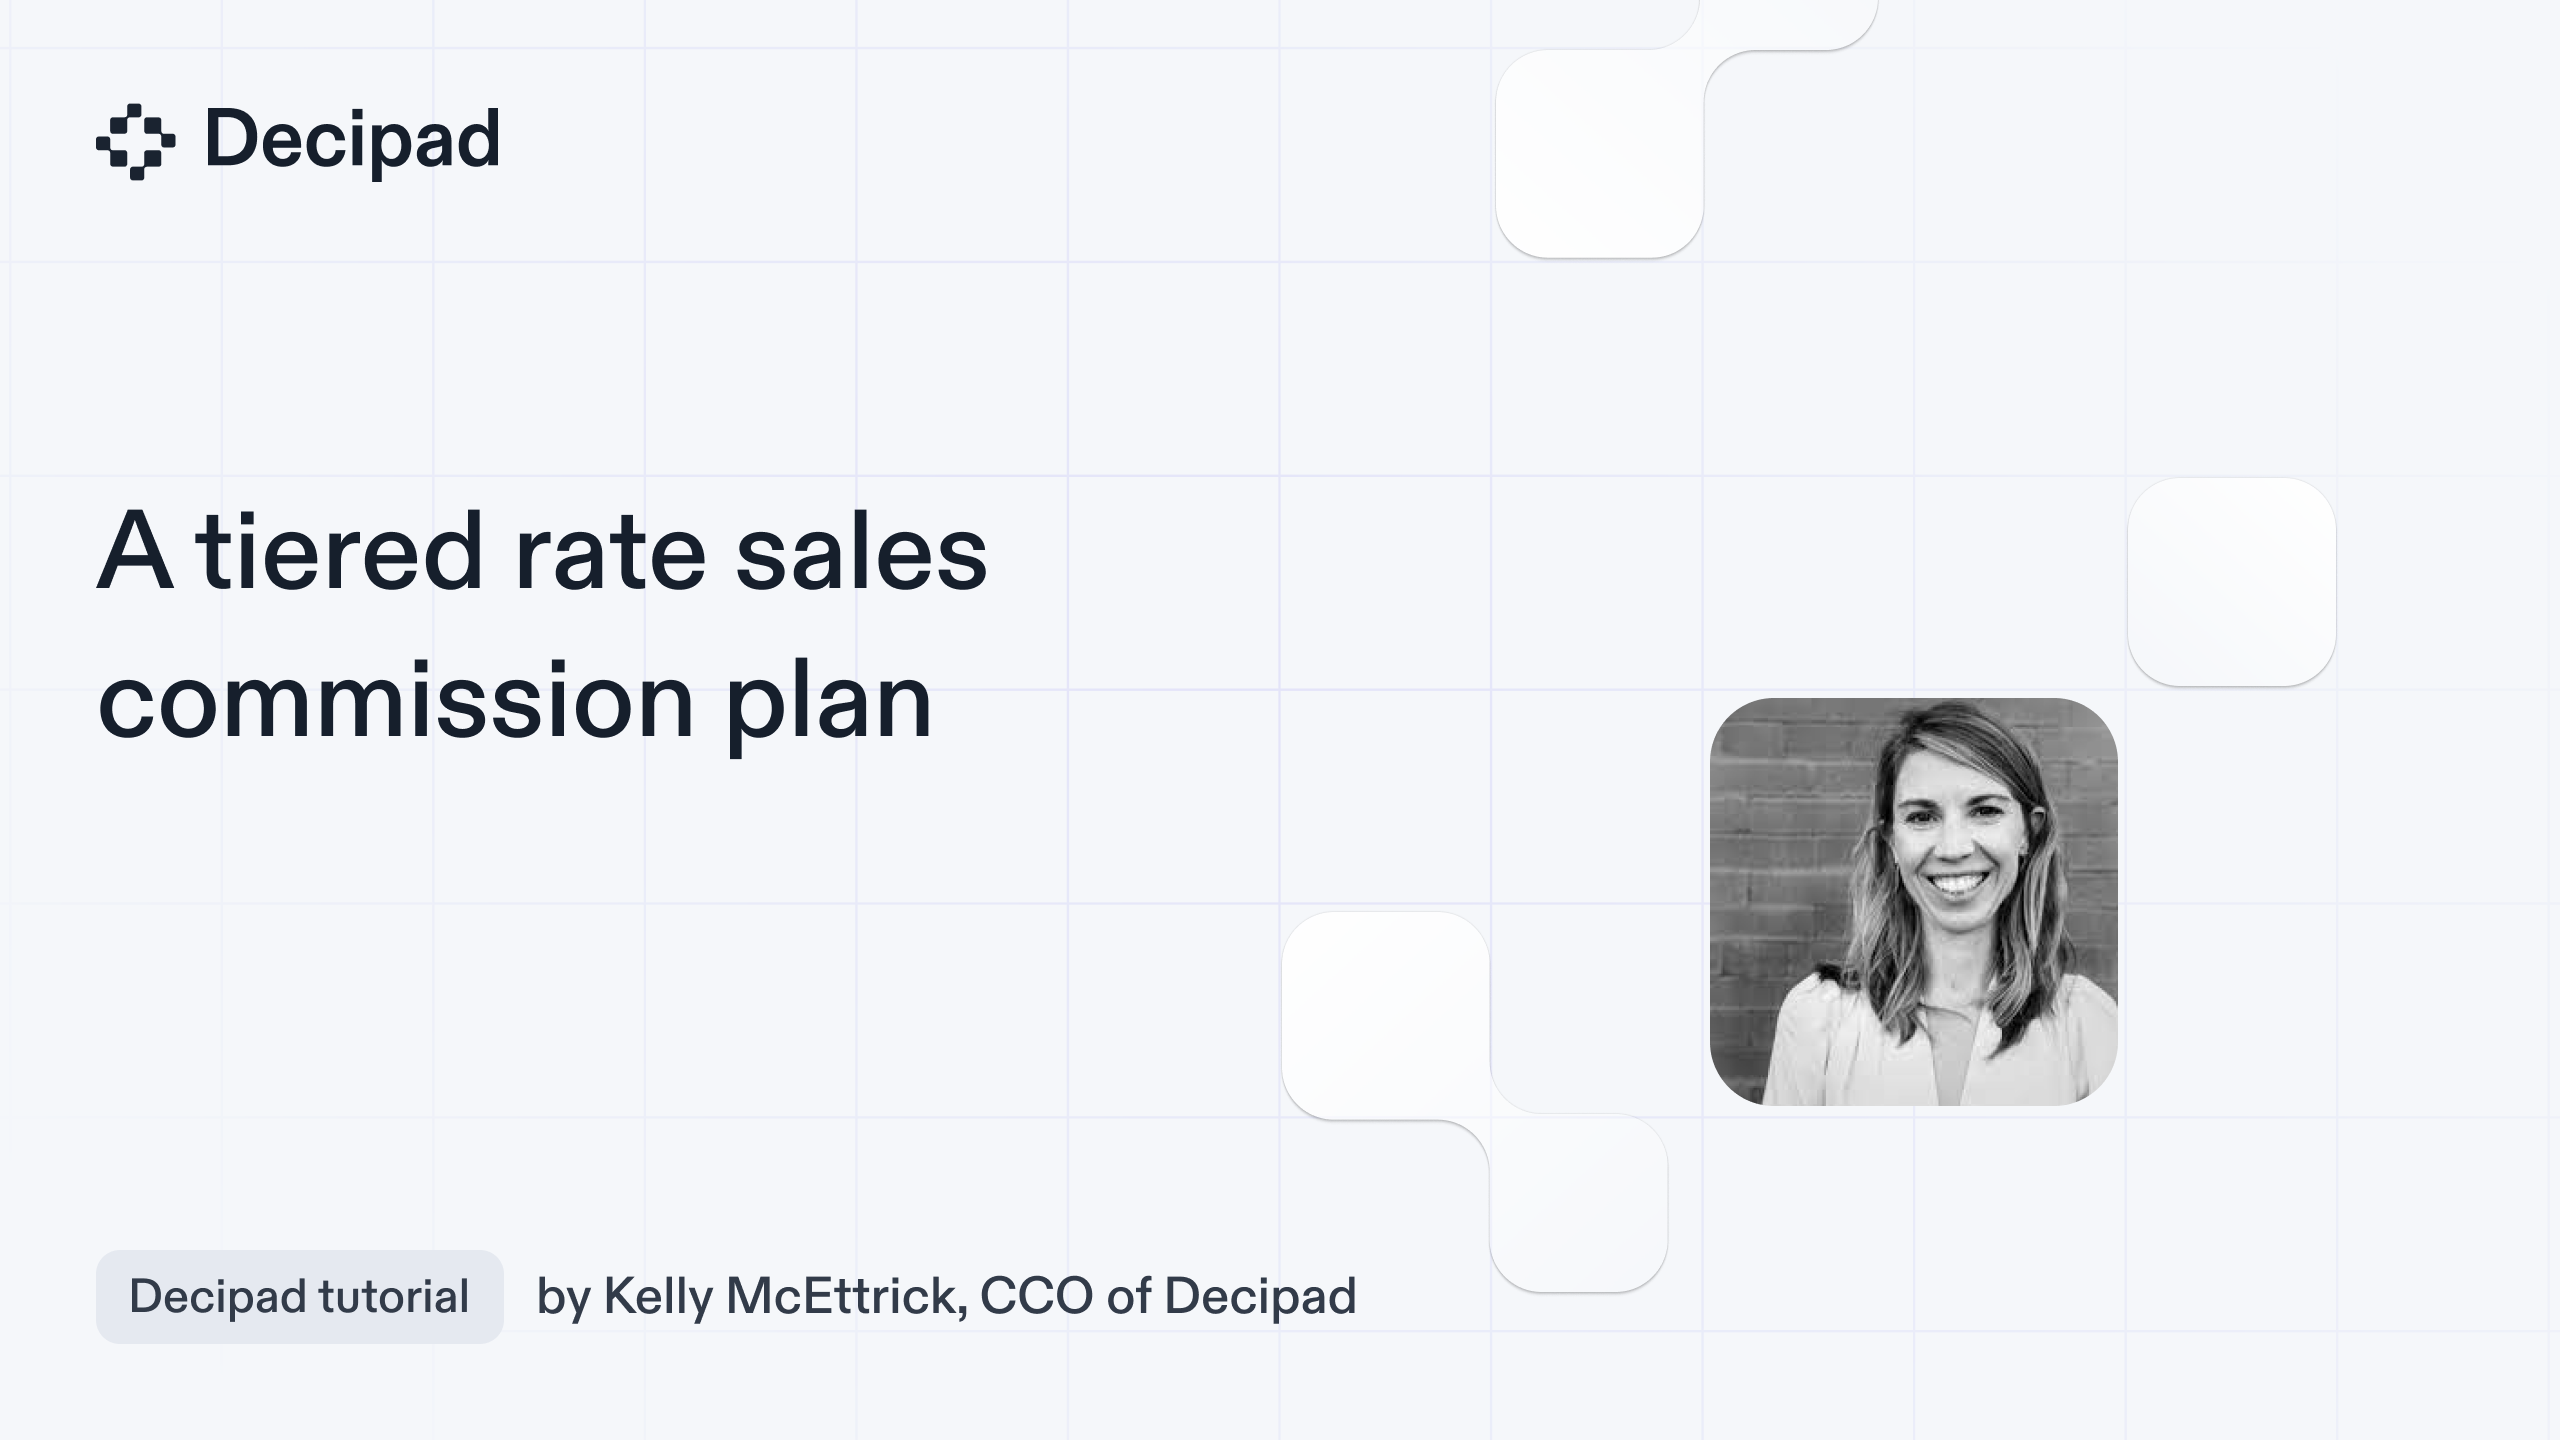 Decipad
A tiered rate sales
commission plan
Decipad tutorial by Kelly McEttrick, CCO of Decipad